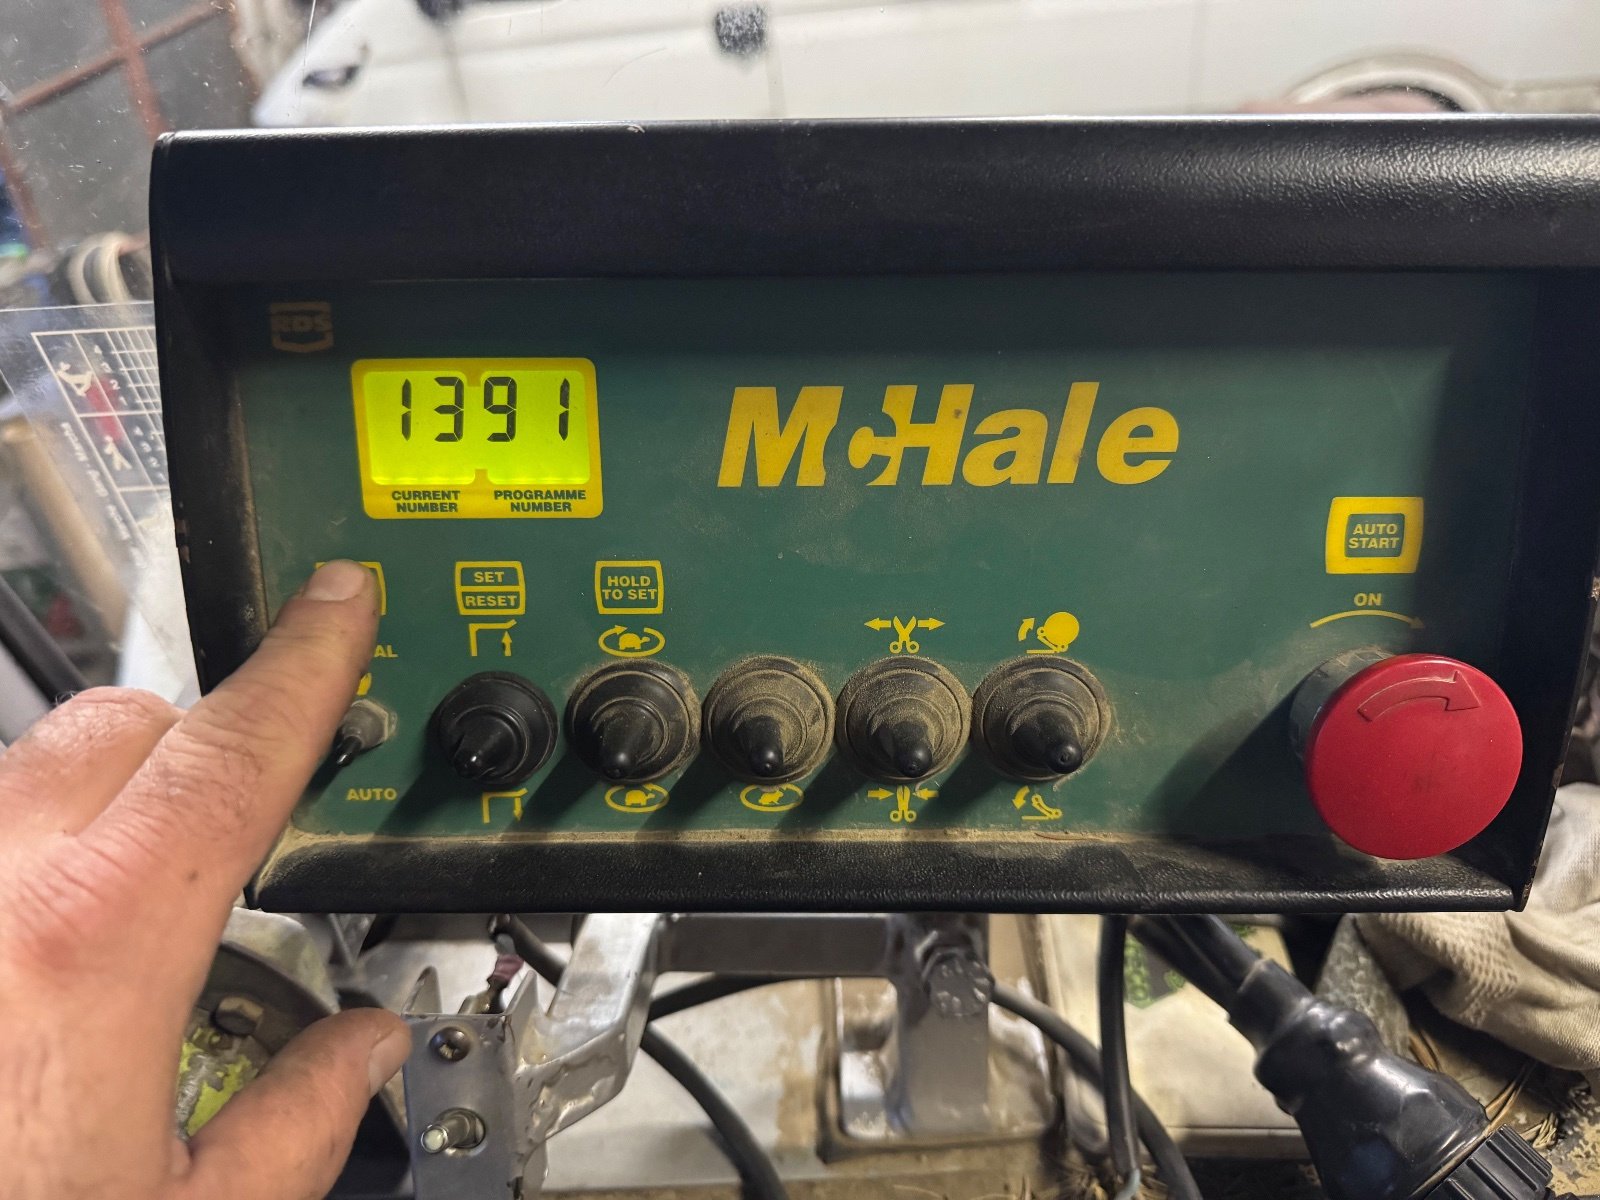 RDS
1391
CURRENT NUMBER
PROGRAMME NUMBER
McHale
AUTO
START
ON
SET
RESET
HOLD
TO SET
AUTO